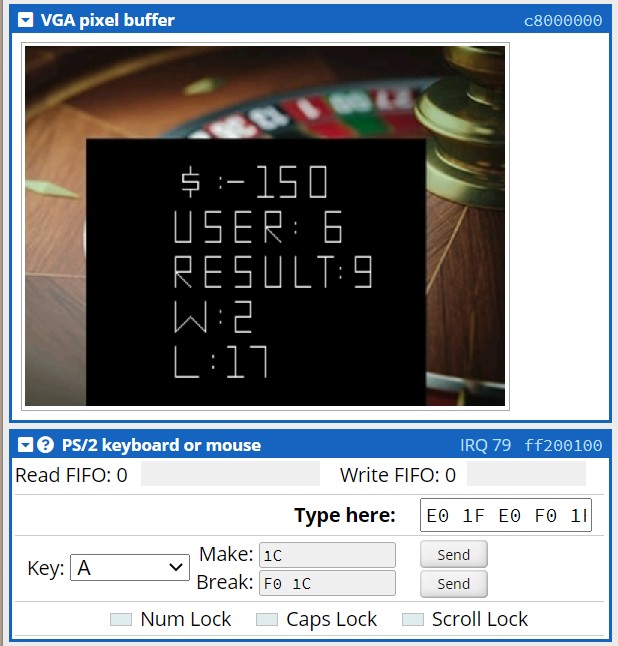 VGA pixel buffer c8000000
$ :-150
USER: 6
RESULT:9
W:2
L:17
PS/2 keyboard or mouse IRQ 79 ff200100
Read FIFO: 0 Write FIFO: 0
Type here: E0 1F E0 F0 1
Key: A Make: 1C Send
Break: F0 1C Send
Num Lock Caps Lock Scroll Lock